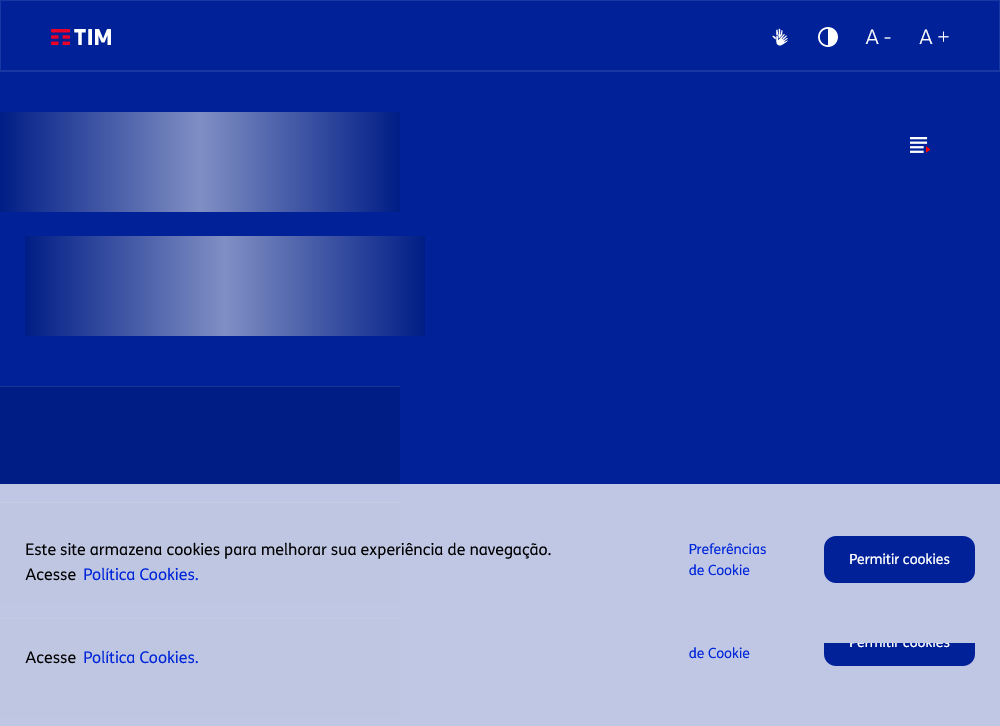 TIM
A -
A +
Este site armazena cookies para melhorar sua experiência de navegação.
Acesse Política Cookies.
Preferências
de Cookie
Permitir cookies
Acesse Política Cookies.
de Cookie
Permitir cookies